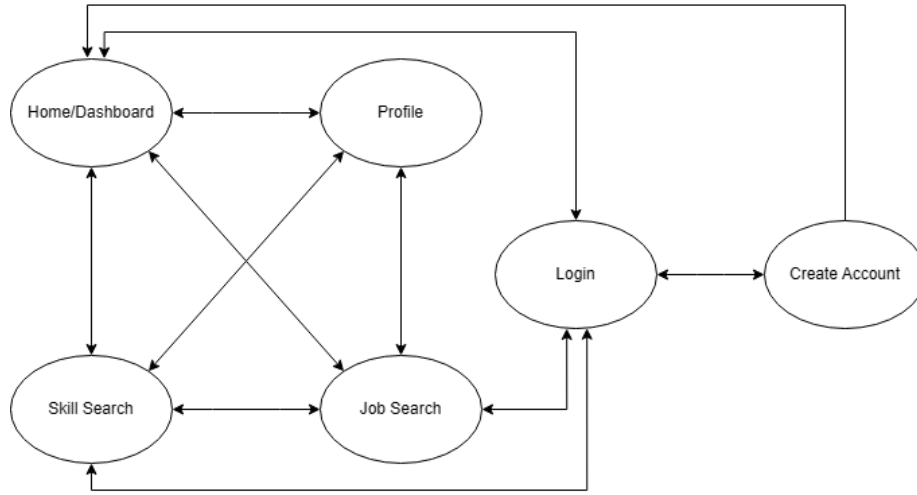 Home/Dashboard
Profile
Login
Create Account
Skill Search
Job Search